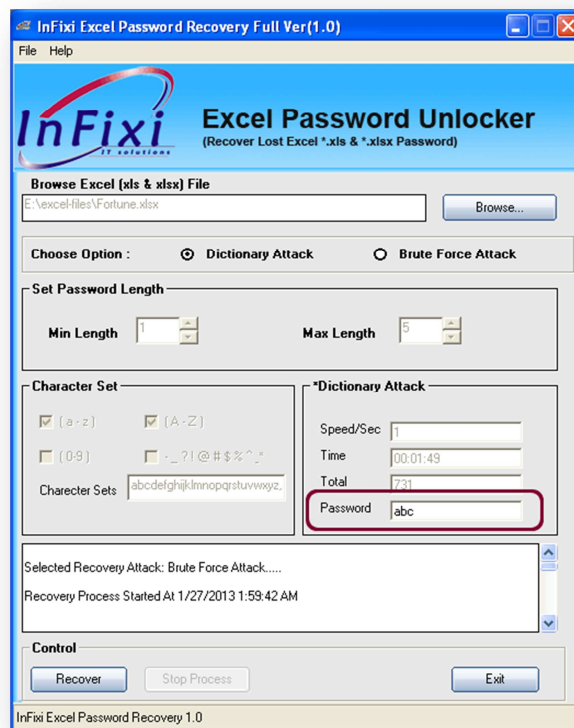 InFixi Excel Password Recovery Full Ver(1.0)
File Help
InFixi
IT solutions
Excel Password Unlocker
(Recover Lost Excel *.xls & *.xlsx Password)
Browse Excel (xls & xlsx) File
E:\excel-files\Fortune.xlsx
Browse...
Choose Option : Dictionary Attack Brute Force Attack
Set Password Length
Min Length 1 Max Length 5
Character Set
(a-z) (A-Z)
(0-9) -_?!@#$%^_*
Charecter Sets abcdefghijklmnopqrstuvwxyz,
*Dictionary Attack
Speed/Sec 1
Time 00:01:49
Total 731
Password abc
Selected Recovery Attack: Brute Force Attack.....
Recovery Process Started At 1/27/2013 1:59:42 AM
Control
Recover Stop Process Exit
InFixi Excel Password Recovery 1.0